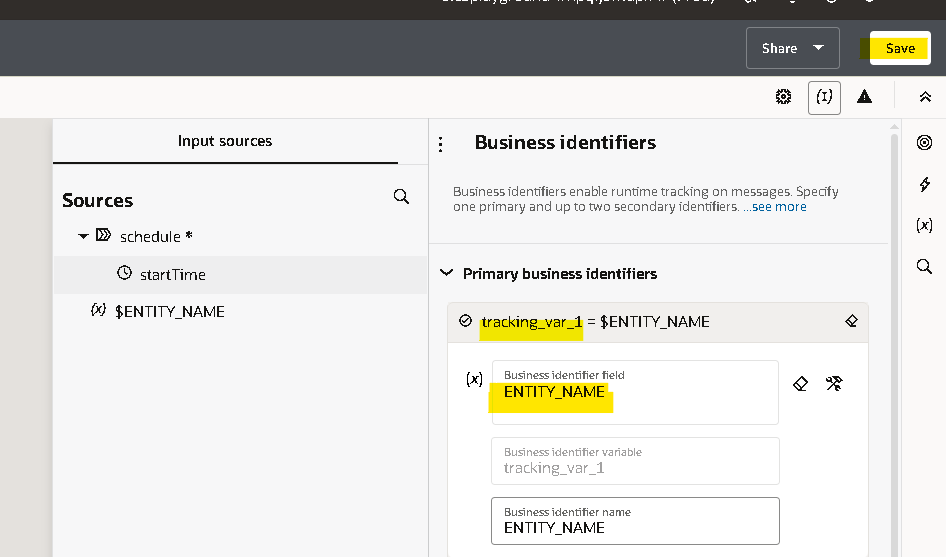 Share
Save
Input sources
Business identifiers
Business identifiers enable runtime tracking on messages. Specify
one primary and up to two secondary identifiers. ...see more
Sources
schedule *
startTime
(x) $ENTITY_NAME
Primary business identifiers
tracking_var_1 = $ENTITY_NAME
(x)
Business identifier field
ENTITY_NAME
Business identifier variable
tracking_var_1
Business identifier name
ENTITY_NAME
(I)
(x)